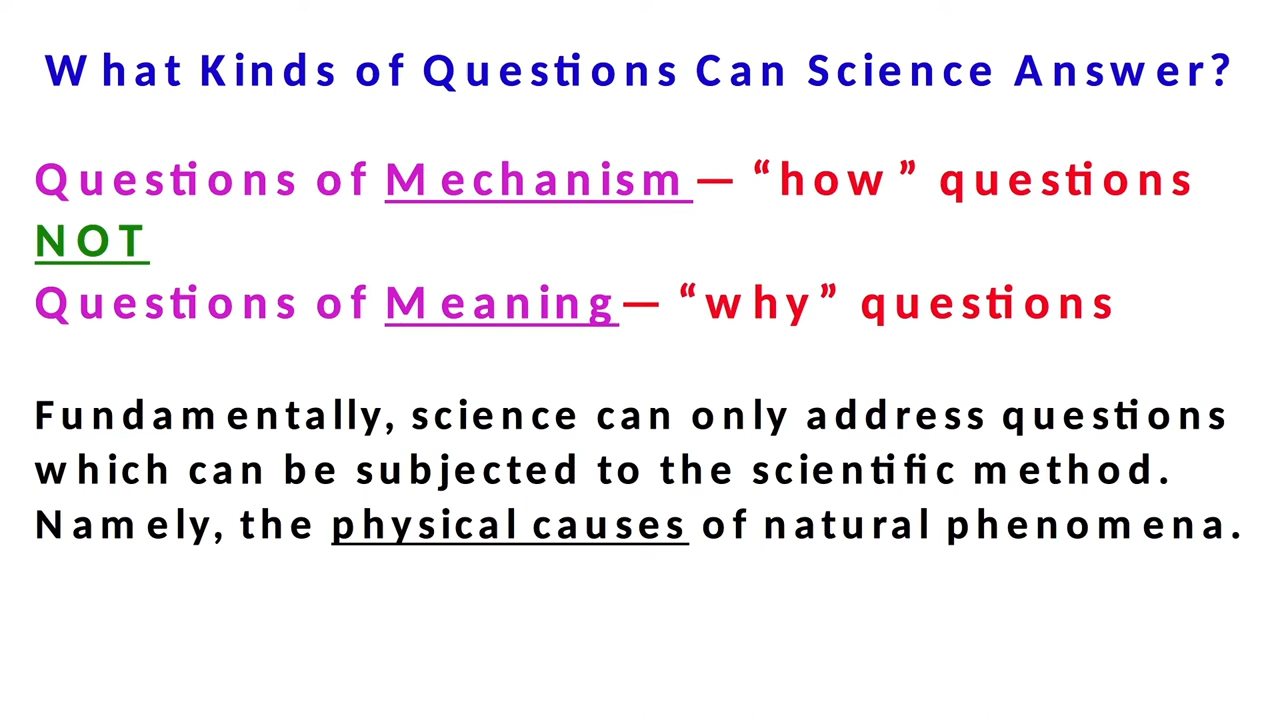 What Kinds of Questions Can Science Answer?
Questions of Mechanism — “how” questions
NOT
Questions of Meaning — “why” questions
Fundamentally, science can only address questions
which can be subjected to the scientific method.
Namely, the physical causes of natural phenomena.